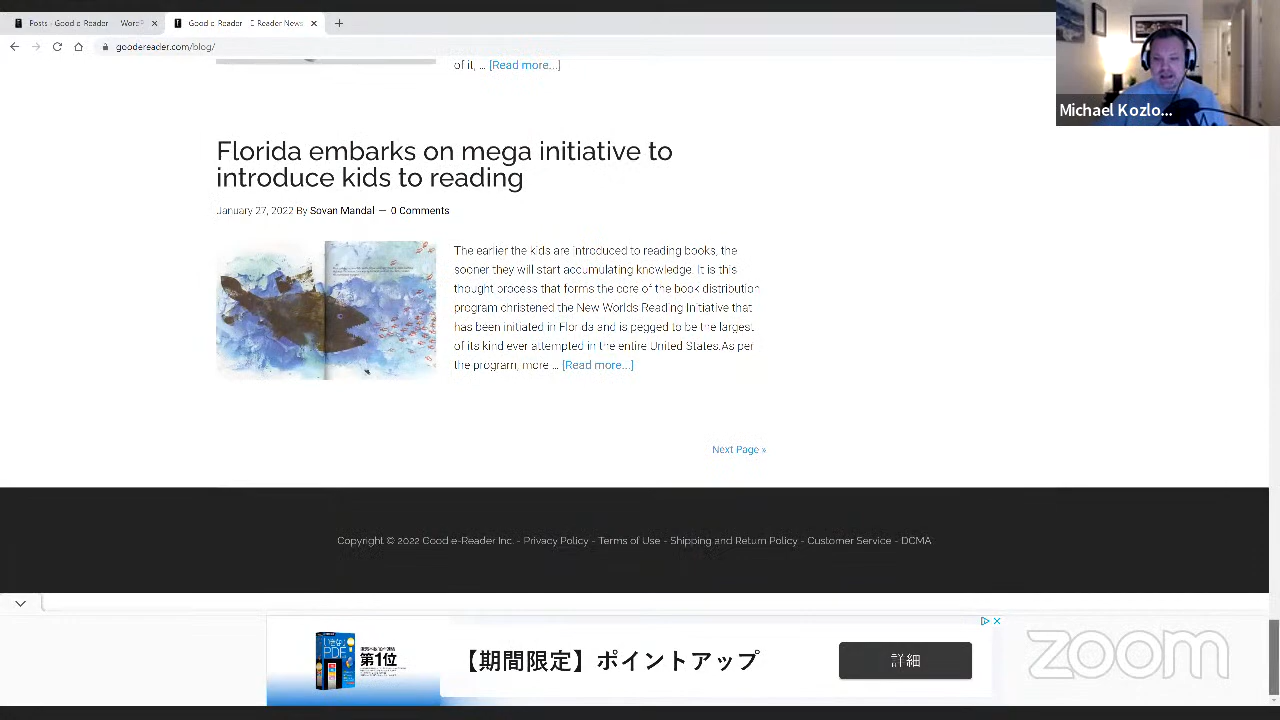 Posts - Good e-Reader — WordP
Good e-Reader - E-Reader News,
goodereader.com/blog/
Michael Kozlo...
of it, ... [Read more...]
Florida embarks on mega initiative to
introduce kids to reading
January 27, 2022 By Sovan Mandal — 0 Comments
The earlier the kids are introduced to reading books, the
sooner they will start accumulating knowledge. It is this
thought process that forms the core of the book distribution
program christened the New Worlds Reading Initiative that
has been initiated in Florida and is pegged to be the largest
of its kind ever attempted in the entire United States.As per
the program, more ... [Read more...]
Next Page »
Copyright © 2022 Good e-Reader Inc. - Privacy Policy - Terms of Use - Shipping and Return Policy - Customer Service - DCMA
いきなり
PDF
第1位
【期間限定】ポイントアップ
詳細
zoom